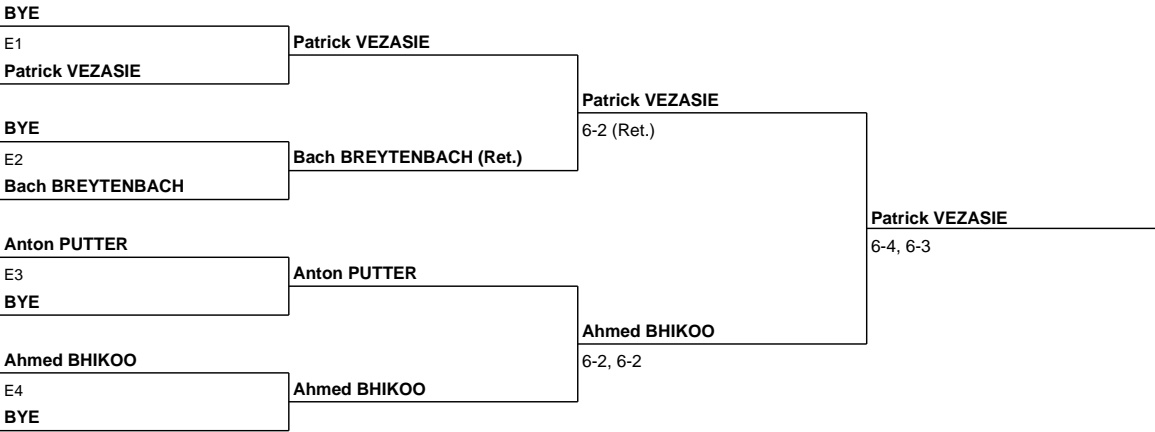 BYE
E1
Patrick VEZASIE
Patrick VEZASIE
Patrick VEZASIE
6-2 (Ret.)
BYE
E2
Bach BREYTENBACH (Ret.)
Bach BREYTENBACH
Patrick VEZASIE
6-4, 6-3
Anton PUTTER
E3
Anton PUTTER
BYE
Ahmed BHIKOO
6-2, 6-2
Ahmed BHIKOO
E4
Ahmed BHIKOO
BYE